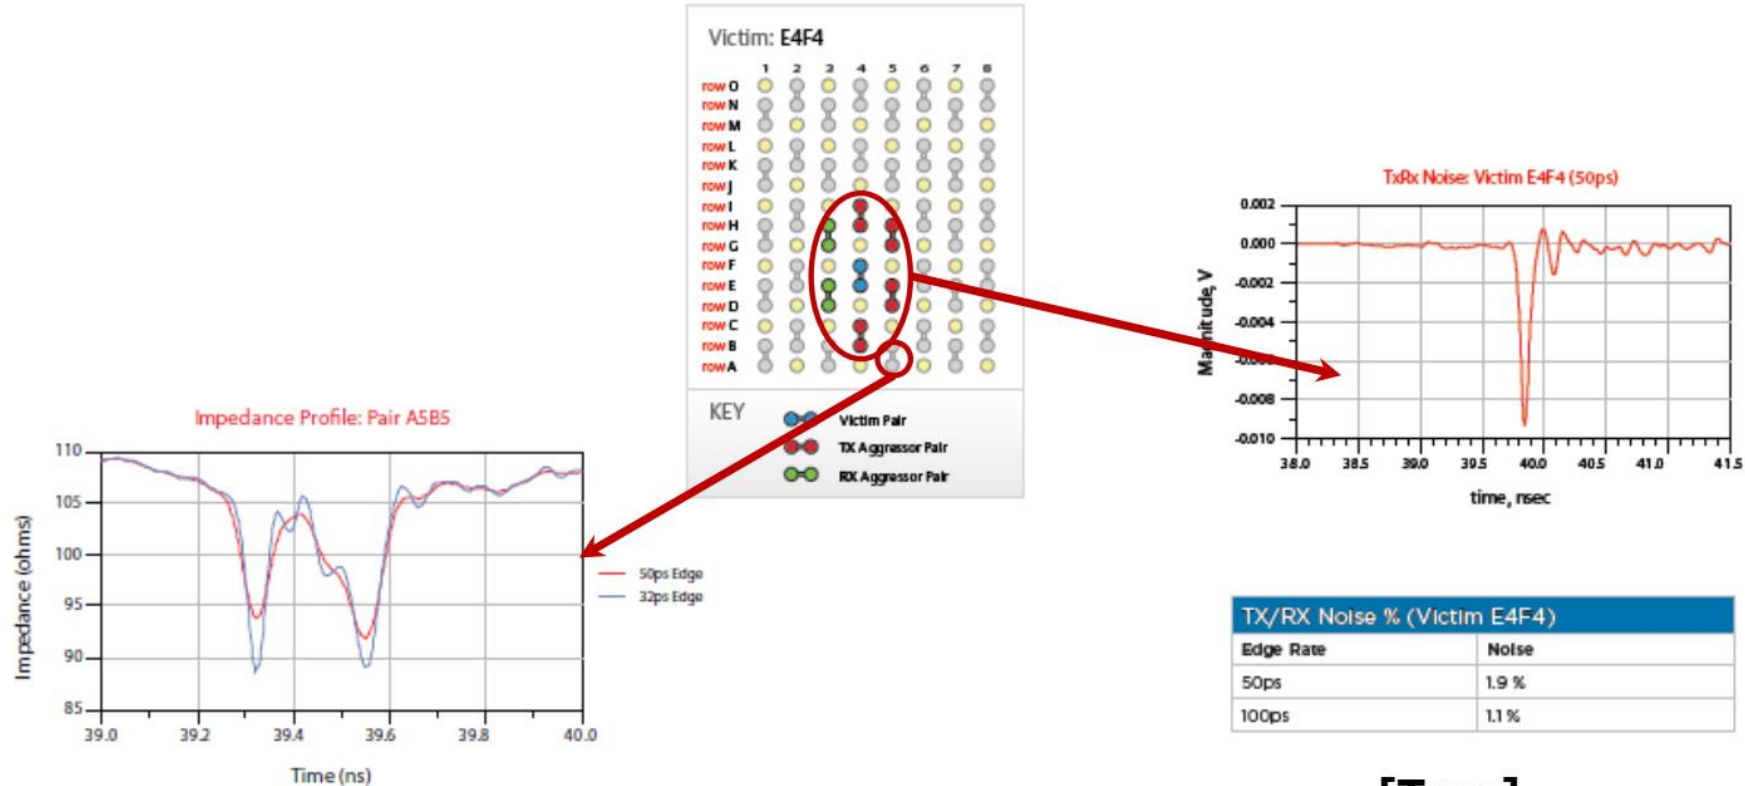 Victim: E4F4
1 2 3 4 5 6 7 8
row O
row N
row M
row L
row K
row J
row I
row H
row G
row F
row E
row D
row C
row B
row A
KEY
Victim Pair
TX Aggressor Pair
RX Aggressor Pair
Impedance Profile: Pair A5B5
Impedance (ohms)
110
105
100
95
90
85
39.0 39.2 39.4 39.6 39.8 40.0
Time (ns)
50ps Edge
32ps Edge
TxRx Noise: Victim E4F4 (50ps)
Magnitude, V
0.002
0.000
-0.002
-0.004
-0.008
-0.010
38.0 38.5 39.0 39.5 40.0 40.5 41.0 41.5
time, nsec
TX/RX Noise % (Victim E4F4)
Edge Rate Noise
50ps 1.9 %
100ps 1.1 %